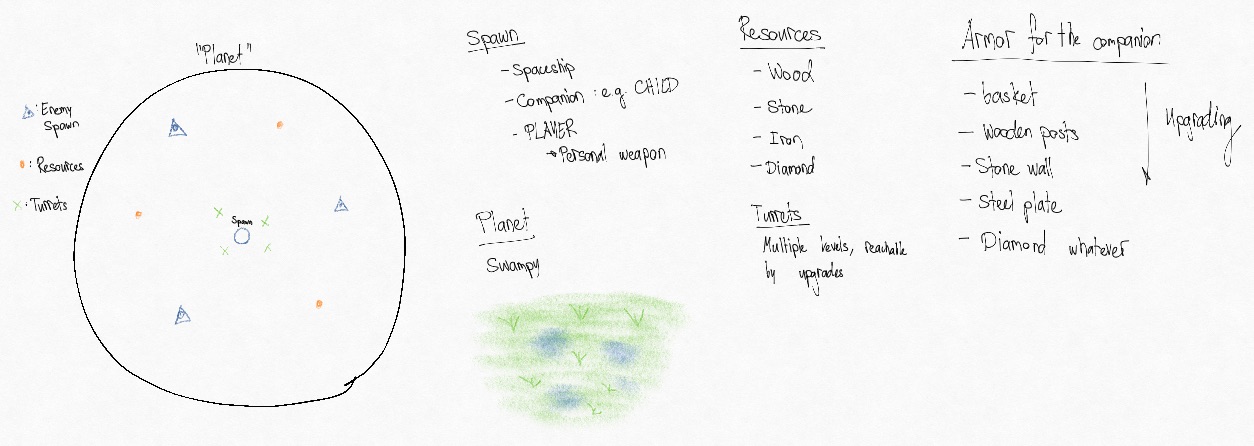 "Planet"
: Enemy
Spawn
: Resources
: Turrets
Spawn
Spawn
- Spaceship
- Companion : e.g. CHILD
- PLAYER
→ Personal weapon
Planet
Swampy
Resources
- Wood
- Stone
- Iron
- Diamond
Turrets
Multiple levels, reachable
by upgrades
Armor for the companion
- basket
- Wooden posts
- Stone wall
- Steel plate
- Diamond whatever
Upgrading